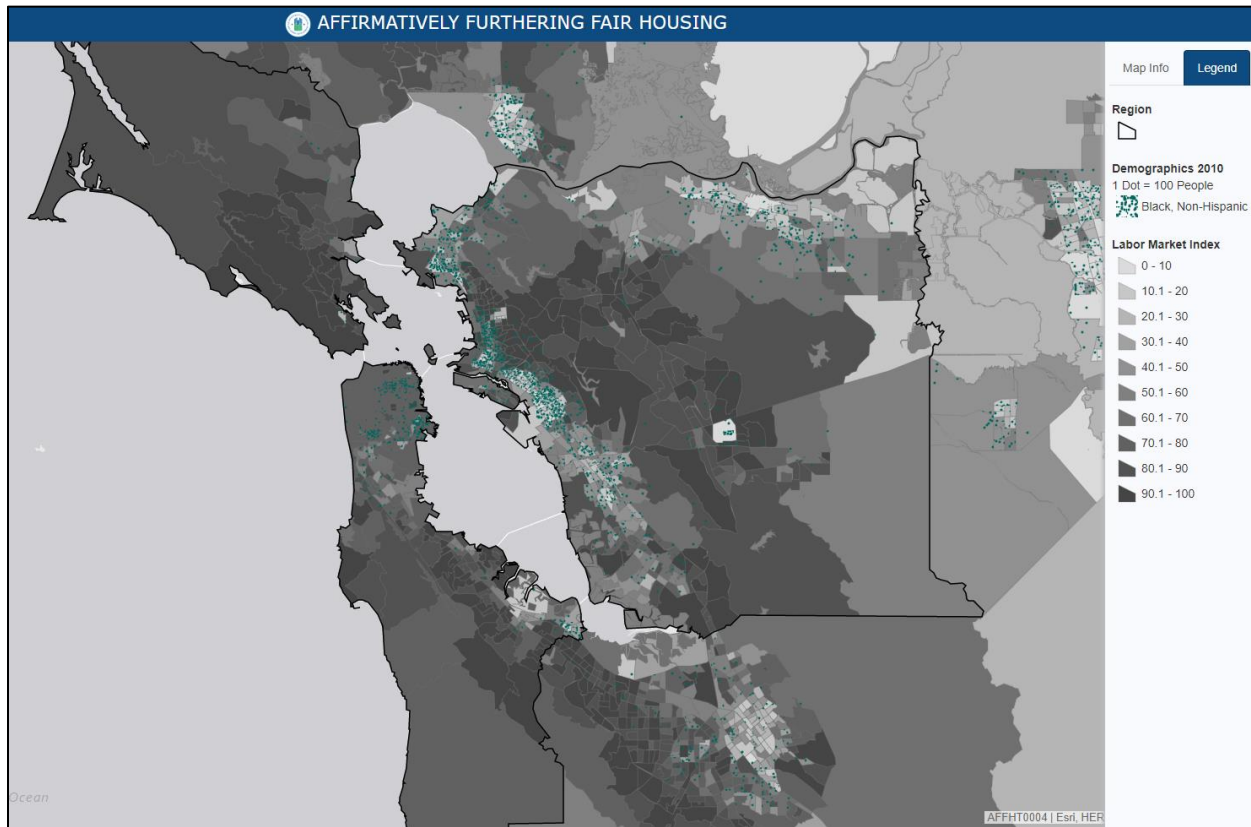 AFFIRMATIVELY FURTHERING FAIR HOUSING
Map Info
Legend
Region
Demographics 2010
1 Dot = 100 People
Black, Non-Hispanic
Labor Market Index
0 - 10
10.1 - 20
20.1 - 30
30.1 - 40
40.1 - 50
50.1 - 60
60.1 - 70
70.1 - 80
80.1 - 90
90.1 - 100
Ocean
AFFHT0004 | Esri, HER